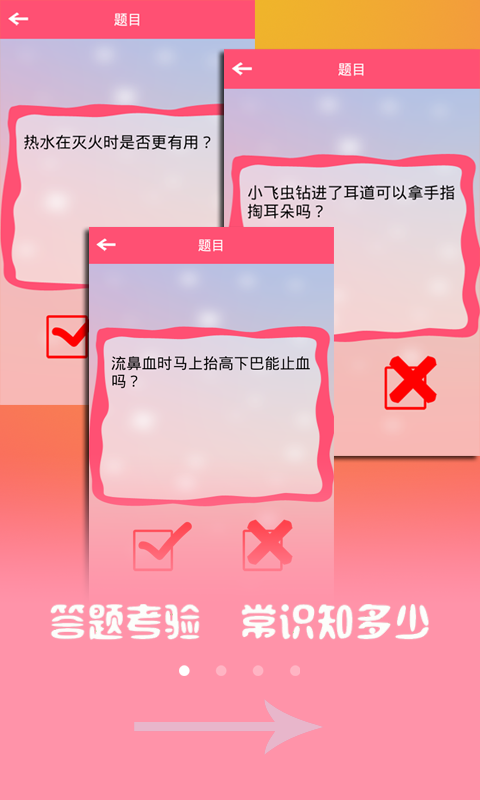 题目
热水在灭火时是否更有用？
题目
小飞虫钻进了耳道可以拿手指
掏耳朵吗？
题目
流鼻血时马上抬高下巴能止血
吗？
答题考验 常识知多少